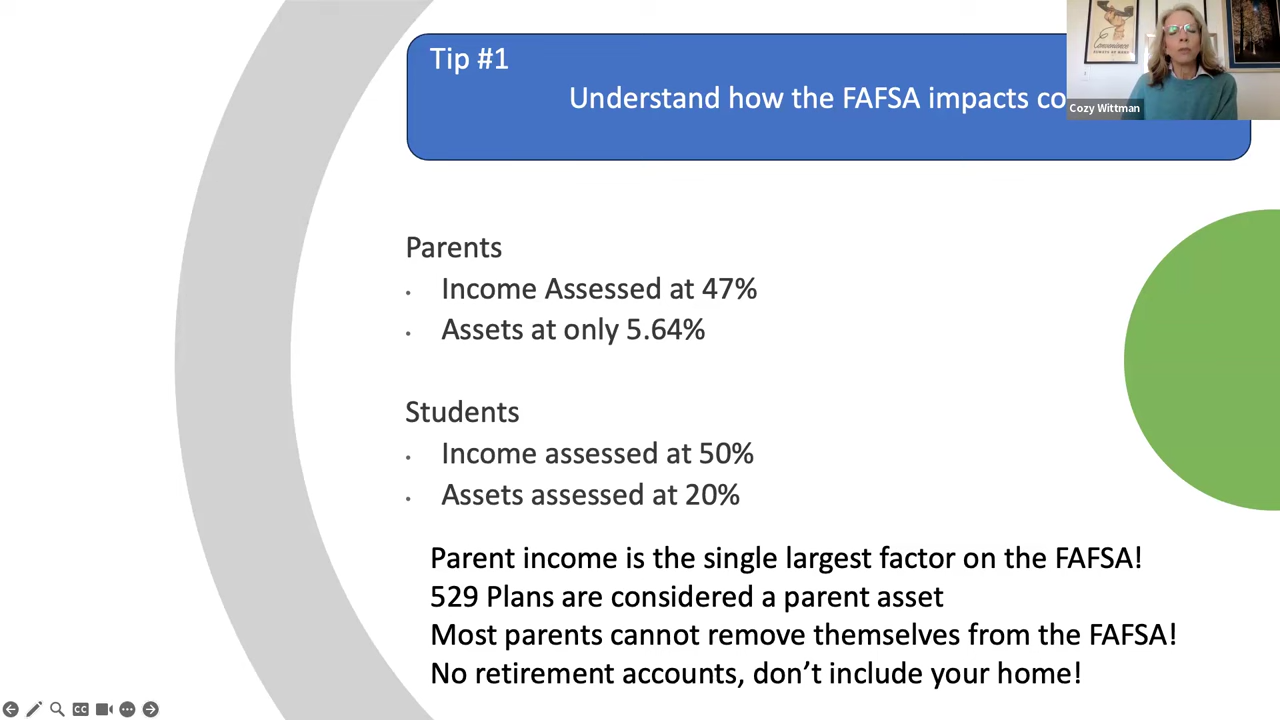 Tip #1
Understand how the FAFSA impacts co
Cozy Wittman
Parents
· Income Assessed at 47%
· Assets at only 5.64%
Students
· Income assessed at 50%
· Assets assessed at 20%
Parent income is the single largest factor on the FAFSA!
529 Plans are considered a parent asset
Most parents cannot remove themselves from the FAFSA!
No retirement accounts, don’t include your home!
CC